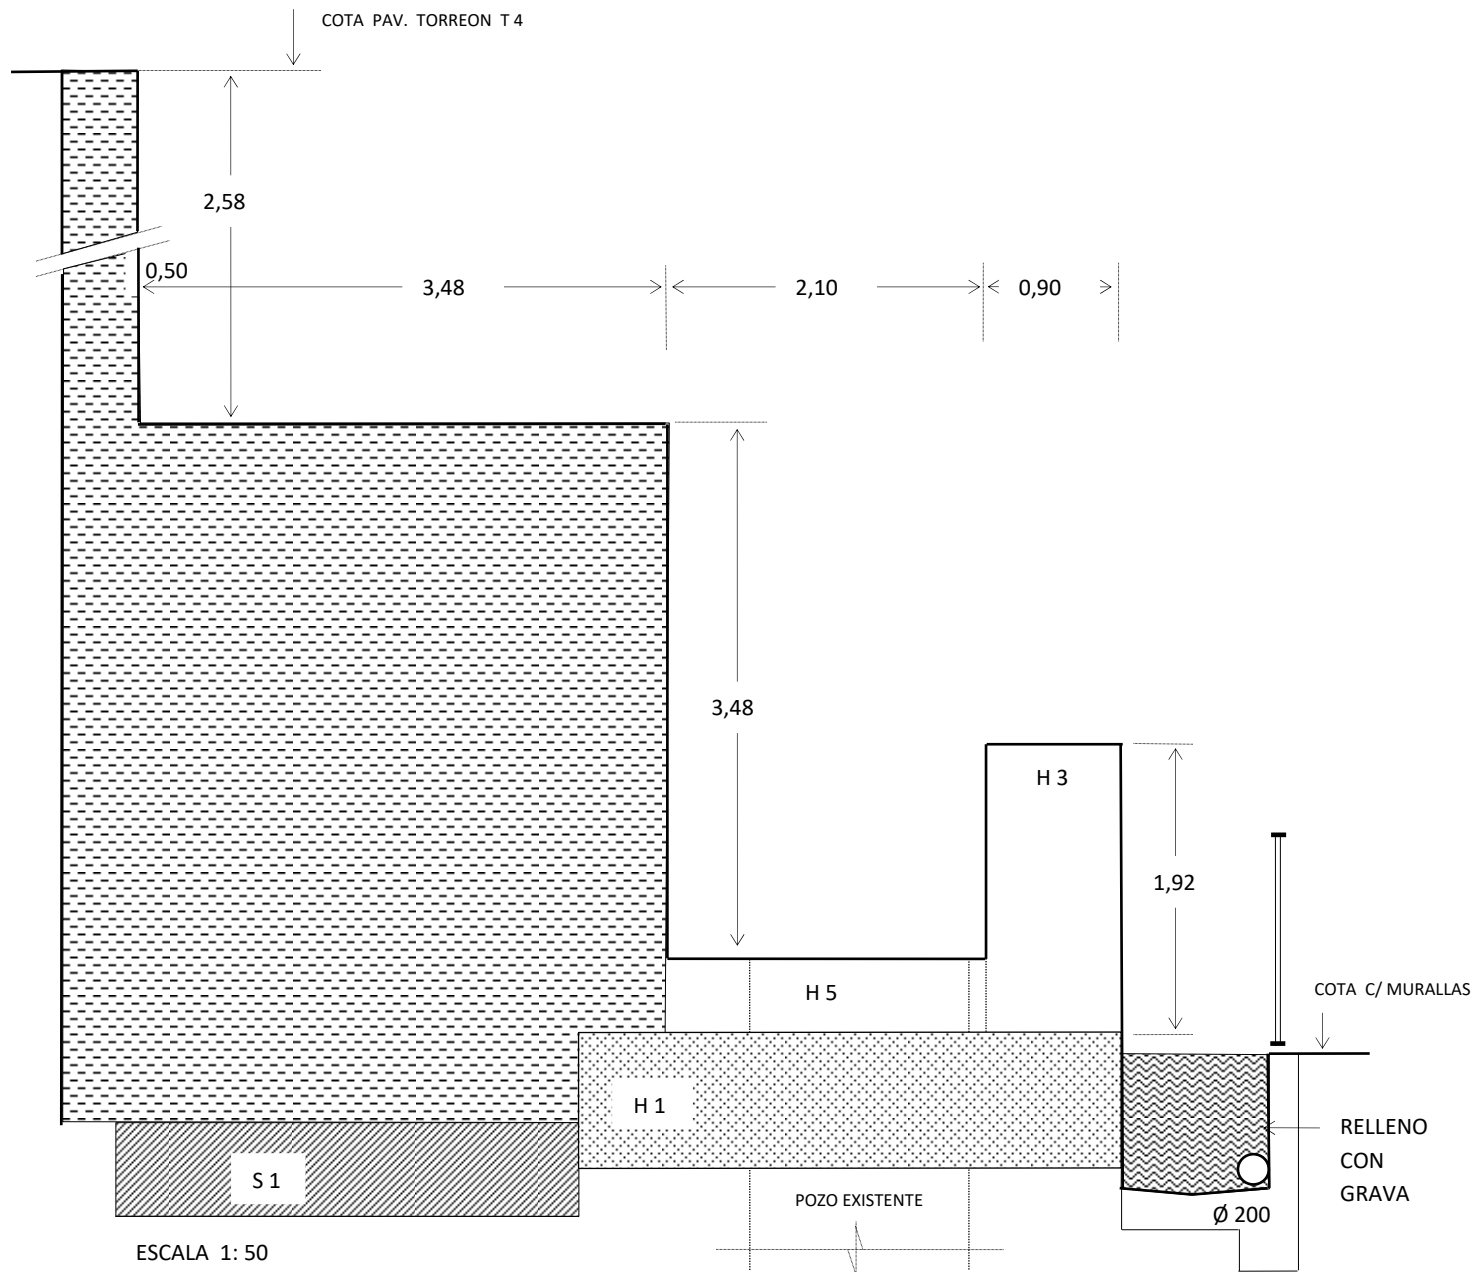 COTA PAV. TORREON T 4
2,58
0,50
3,48
2,10
0,90
3,48
H 3
1,92
H 5
COTA C/ MURALLAS
H 1
RELLENO
CON
GRAVA
S 1
POZO EXISTENTE
Ø 200
ESCALA 1: 50